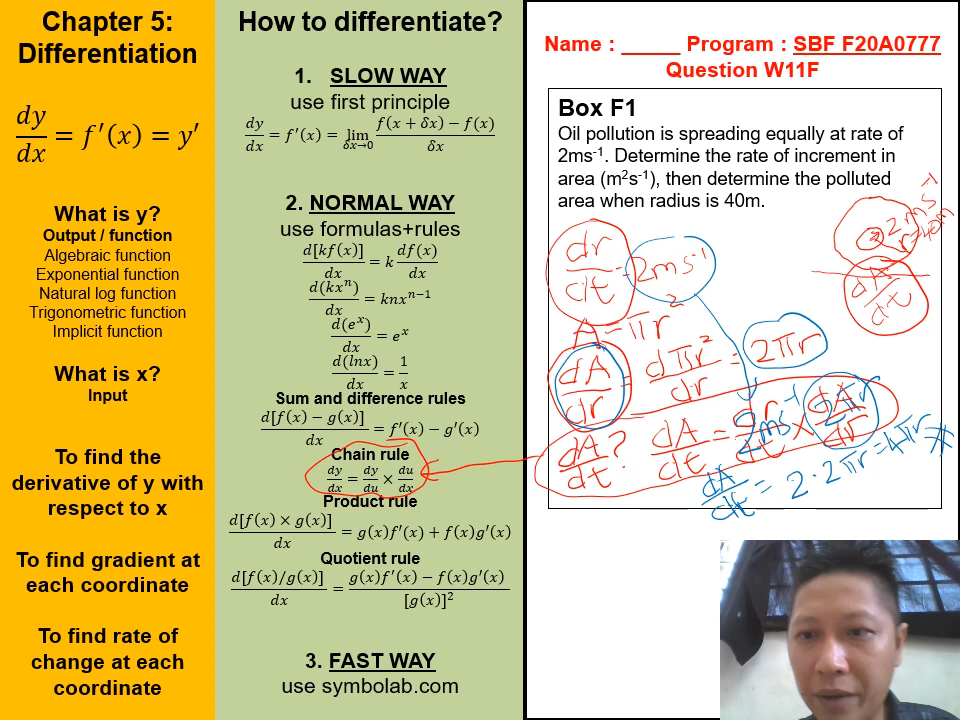 Chapter 5:
Differentiation
dy/dx = f′(x) = y′
What is y?
Output / function
Algebraic function
Exponential function
Natural log function
Trigonometric function
Implicit function
What is x?
Input
To find the
derivative of y with
respect to x
To find gradient at
each coordinate
To find rate of
change at each
coordinate
How to differentiate?
1. SLOW WAY
use first principle
dy/dx = f′(x) = lim δx→0 f(x + δx) − f(x) / δx
2. NORMAL WAY
use formulas+rules
d[kf(x)]/dx = k df(x)/dx
d(kxⁿ)/dx = knxⁿ⁻¹
d(eˣ)/dx = eˣ
d(lnx)/dx = 1/x
Sum and difference rules
d[f(x) − g(x)]/dx = f′(x) − g′(x)
Chain rule
dy/dx = dy/du × du/dx
Product rule
d[f(x) × g(x)]/dx = g(x)f′(x) + f(x)g′(x)
Quotient rule
d[f(x)/g(x)]/dx = g(x)f′(x) − f(x)g′(x) / [g(x)]²
3. FAST WAY
use symbolab.com
Name : _____ Program : SBF F20A0777
Question W11F
Box F1
Oil pollution is spreading equally at rate of
2ms⁻¹. Determine the rate of increment in
area (m²s⁻¹), then determine the polluted
area when radius is 40m.
2ms⁻¹
r=40m
dr/dt = 2ms⁻¹
dA/dt
A = πr²
dA/dr = dπr²/dr = 2πr
dA/dt? dA/dt = 2ms⁻¹ × dA/dr 2πr
dA/dt = 2·2πr = 4πr